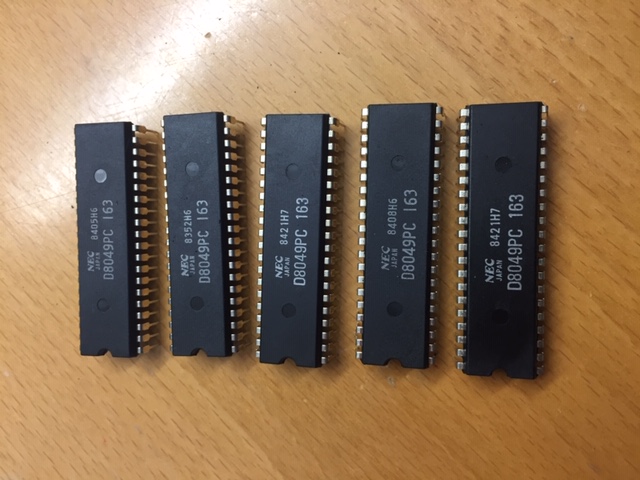 NEC
JAPAN 8405H6
D8049PC 163
NEC
JAPAN 8352H6
D8049PC 163
NEC
JAPAN 8421H7
D8049PC 163
NEC
JAPAN 8408H6
D8049PC 163
NEC
JAPAN 8421H7
D8049PC 163